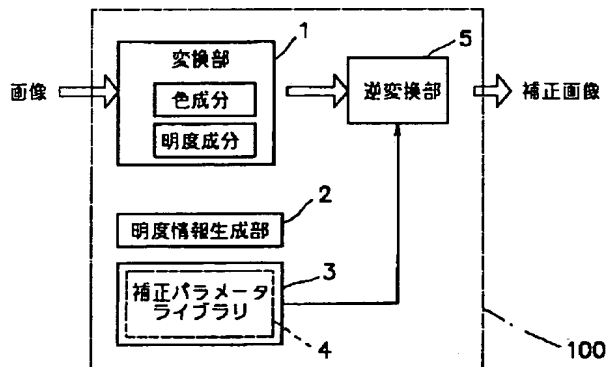 1
5
変換部
画像
色成分
明度成分
逆変換部
補正画像
2
明度情報生成部
3
補正パラメータ
ライブラリ
4
100